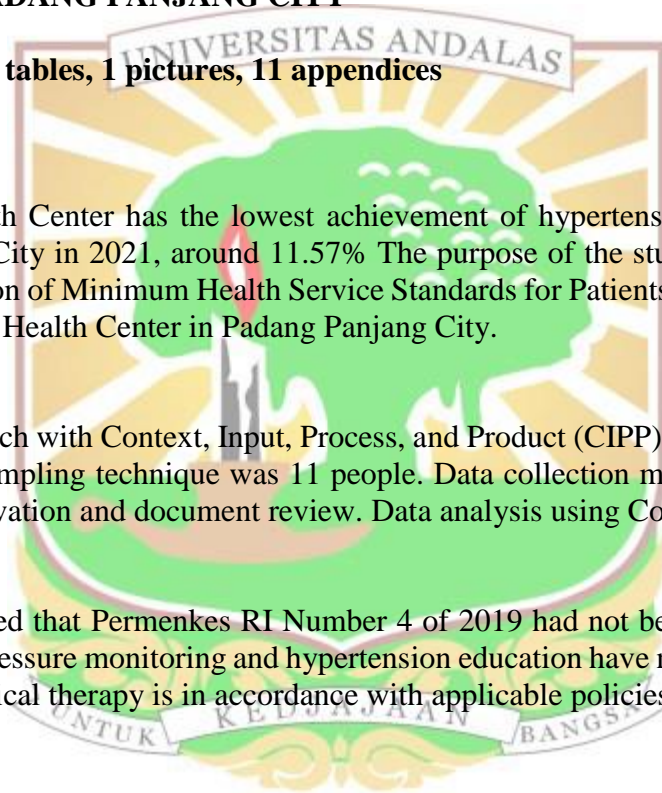 ADANG PANJANG CITY
UNIVERSITAS ANDALAS
tables, 1 pictures, 11 appendices
th Center has the lowest achievement of hypertens
City in 2021, around 11.57% The purpose of the stu
on of Minimum Health Service Standards for Patients
Health Center in Padang Panjang City.
ch with Context, Input, Process, and Product (CIPP)
mpling technique was 11 people. Data collection m
vation and document review. Data analysis using Co
ed that Permenkes RI Number 4 of 2019 had not be
essure monitoring and hypertension education have
ical therapy is in accordance with applicable policies
UNTUK KEDJAJAAN BANGSA